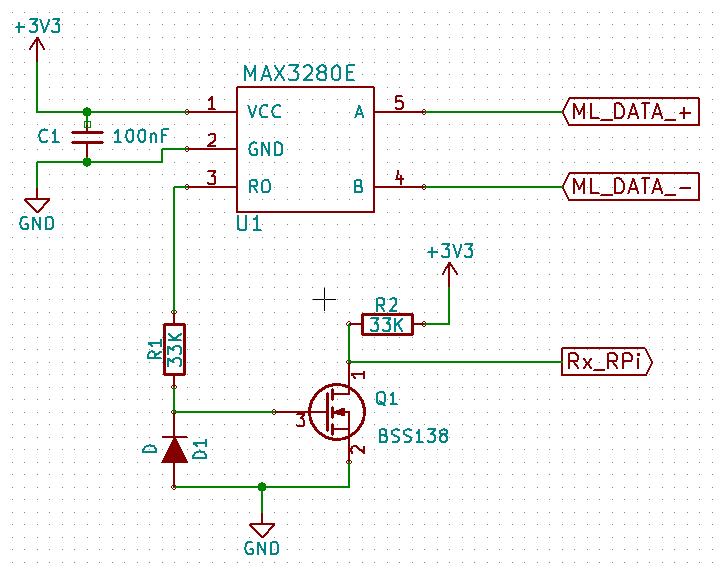 +3V3
MAX3280E
1
VCC
A
5
ML_DATA_+
C1
100nF
2
GND
3
RO
B
4
ML_DATA_-
GND
U1
+3V3
R2
33K
R1
33K
Rx_RPi
1
Q1
3
BSS138
2
D
D1
GND